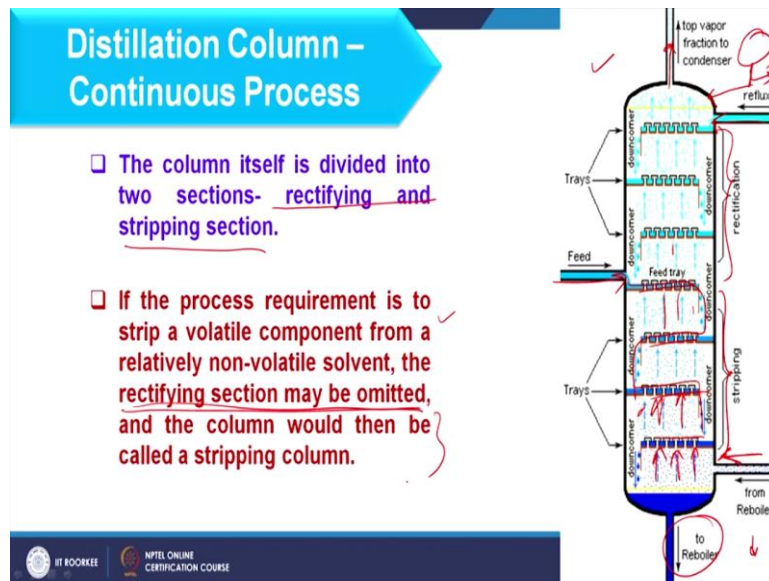 Distillation Column –
Continuous Process
❑ The column itself is divided into
two sections- rectifying and
stripping section.
❑ If the process requirement is to
strip a volatile component from a
relatively non-volatile solvent, the
rectifying section may be omitted,
and the column would then be
called a stripping column.
top vapor
fraction to
condenser
reflux
downcomer
Trays
downcomer
rectification
downcomer
Feed
Feed tray
downcomer
downcomer
Trays
downcomer
stripping
downcomer
from
Reboiler
to
Reboiler
IIT ROORKEE
NPTEL ONLINE
CERTIFICATION COURSE